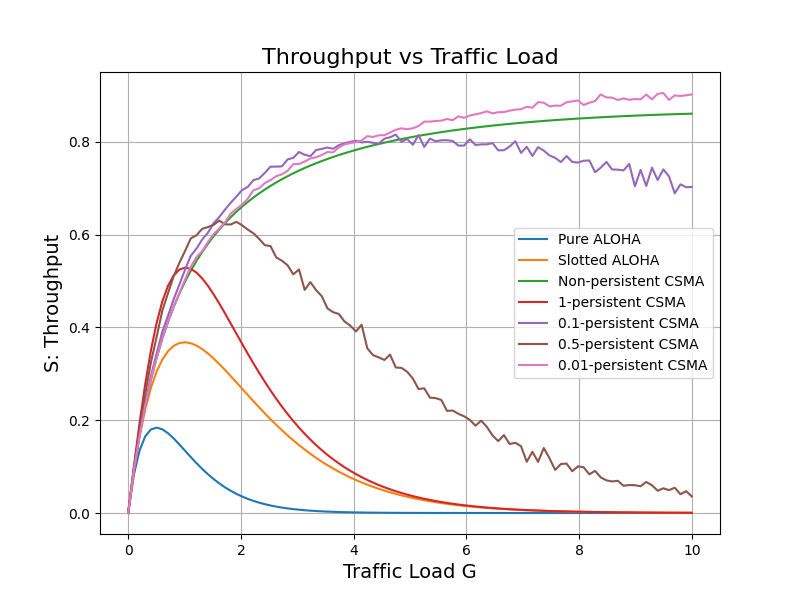 Throughput vs Traffic Load
S: Throughput
0.8
0.6
0.4
0.2
0.0
Pure ALOHA
Slotted ALOHA
Non-persistent CSMA
1-persistent CSMA
0.1-persistent CSMA
0.5-persistent CSMA
0.01-persistent CSMA
0 2 4 6 8 10
Traffic Load G